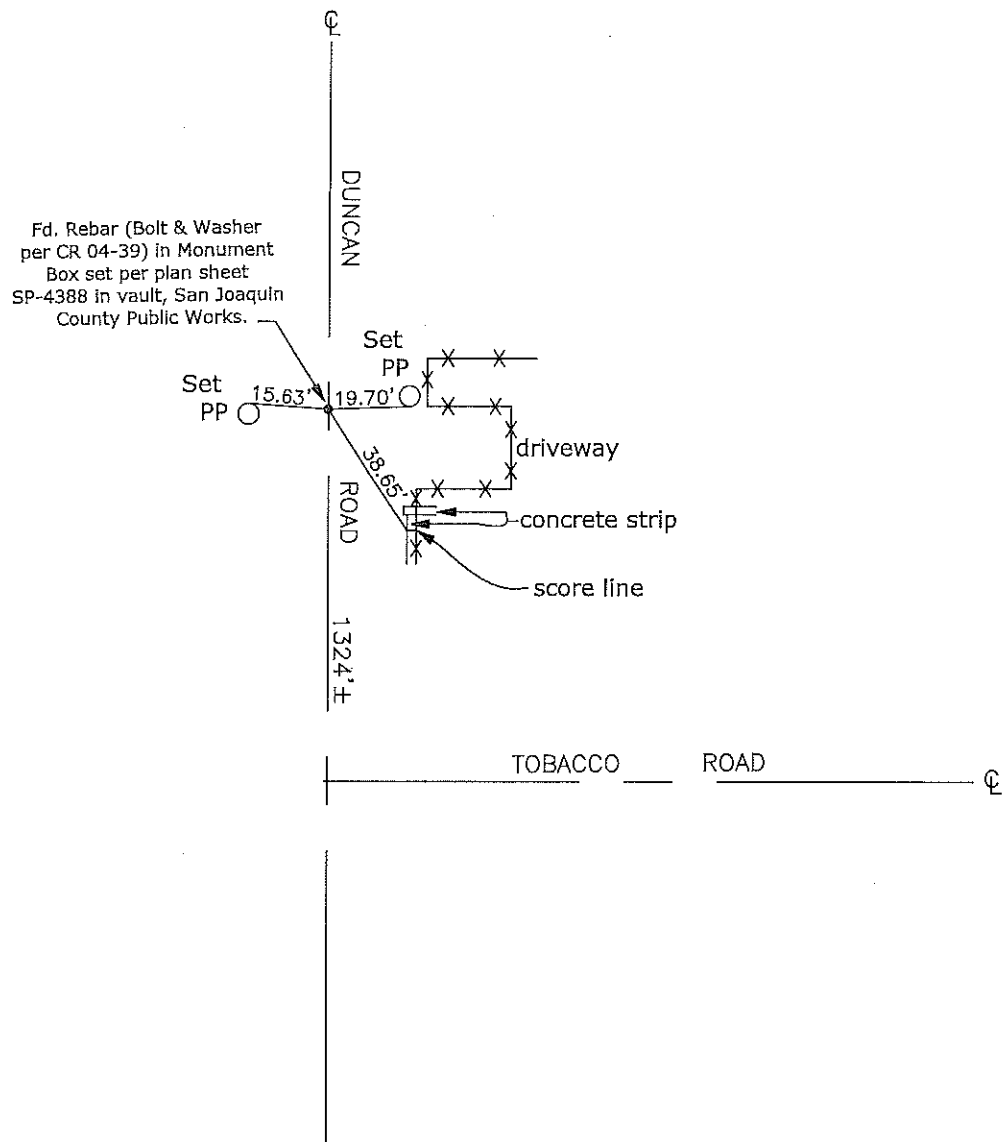 ℄
DUNCAN
Fd. Rebar (Bolt & Washer
per CR 04-39) in Monument
Box set per plan sheet
SP-4388 in vault, San Joaquin
County Public Works.
Set
PP
Set
PP
15.63'
19.70'
38.65'
driveway
ROAD
concrete strip
score line
1324'±
TOBACCO ROAD
℄